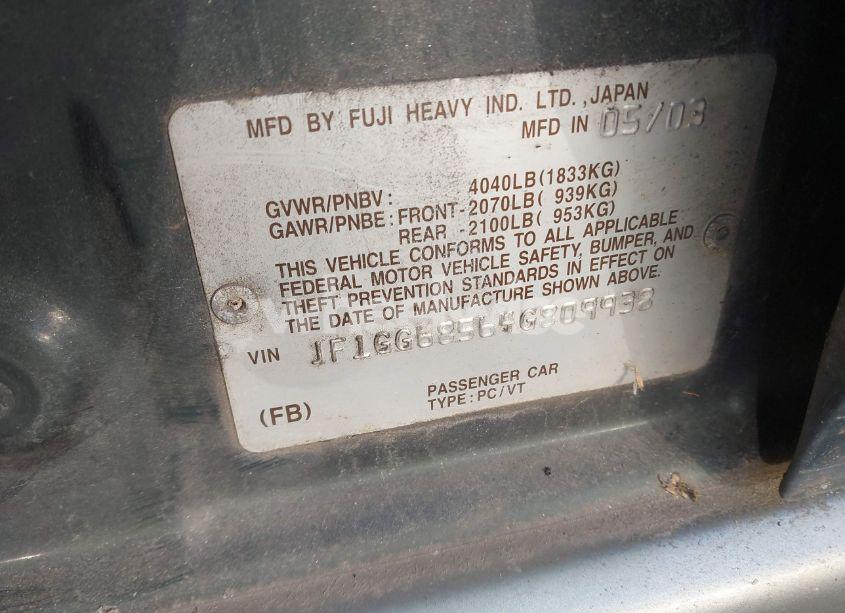 MFD BY FUJI HEAVY IND. LTD.,JAPAN
MFD IN 05/03
GVWR/PNBV: 4040LB(1833KG)
GAWR/PNBE: FRONT-2070LB( 939KG)
REAR -2100LB( 953KG)
THIS VEHICLE CONFORMS TO ALL APPLICABLE
FEDERAL MOTOR VEHICLE SAFETY, BUMPER, AND
THEFT PREVENTION STANDARDS IN EFFECT ON
THE DATE OF MANUFACTURE SHOWN ABOVE.
VIN JF1GG68564G809938
PASSENGER CAR
(FB) TYPE:PC/VT